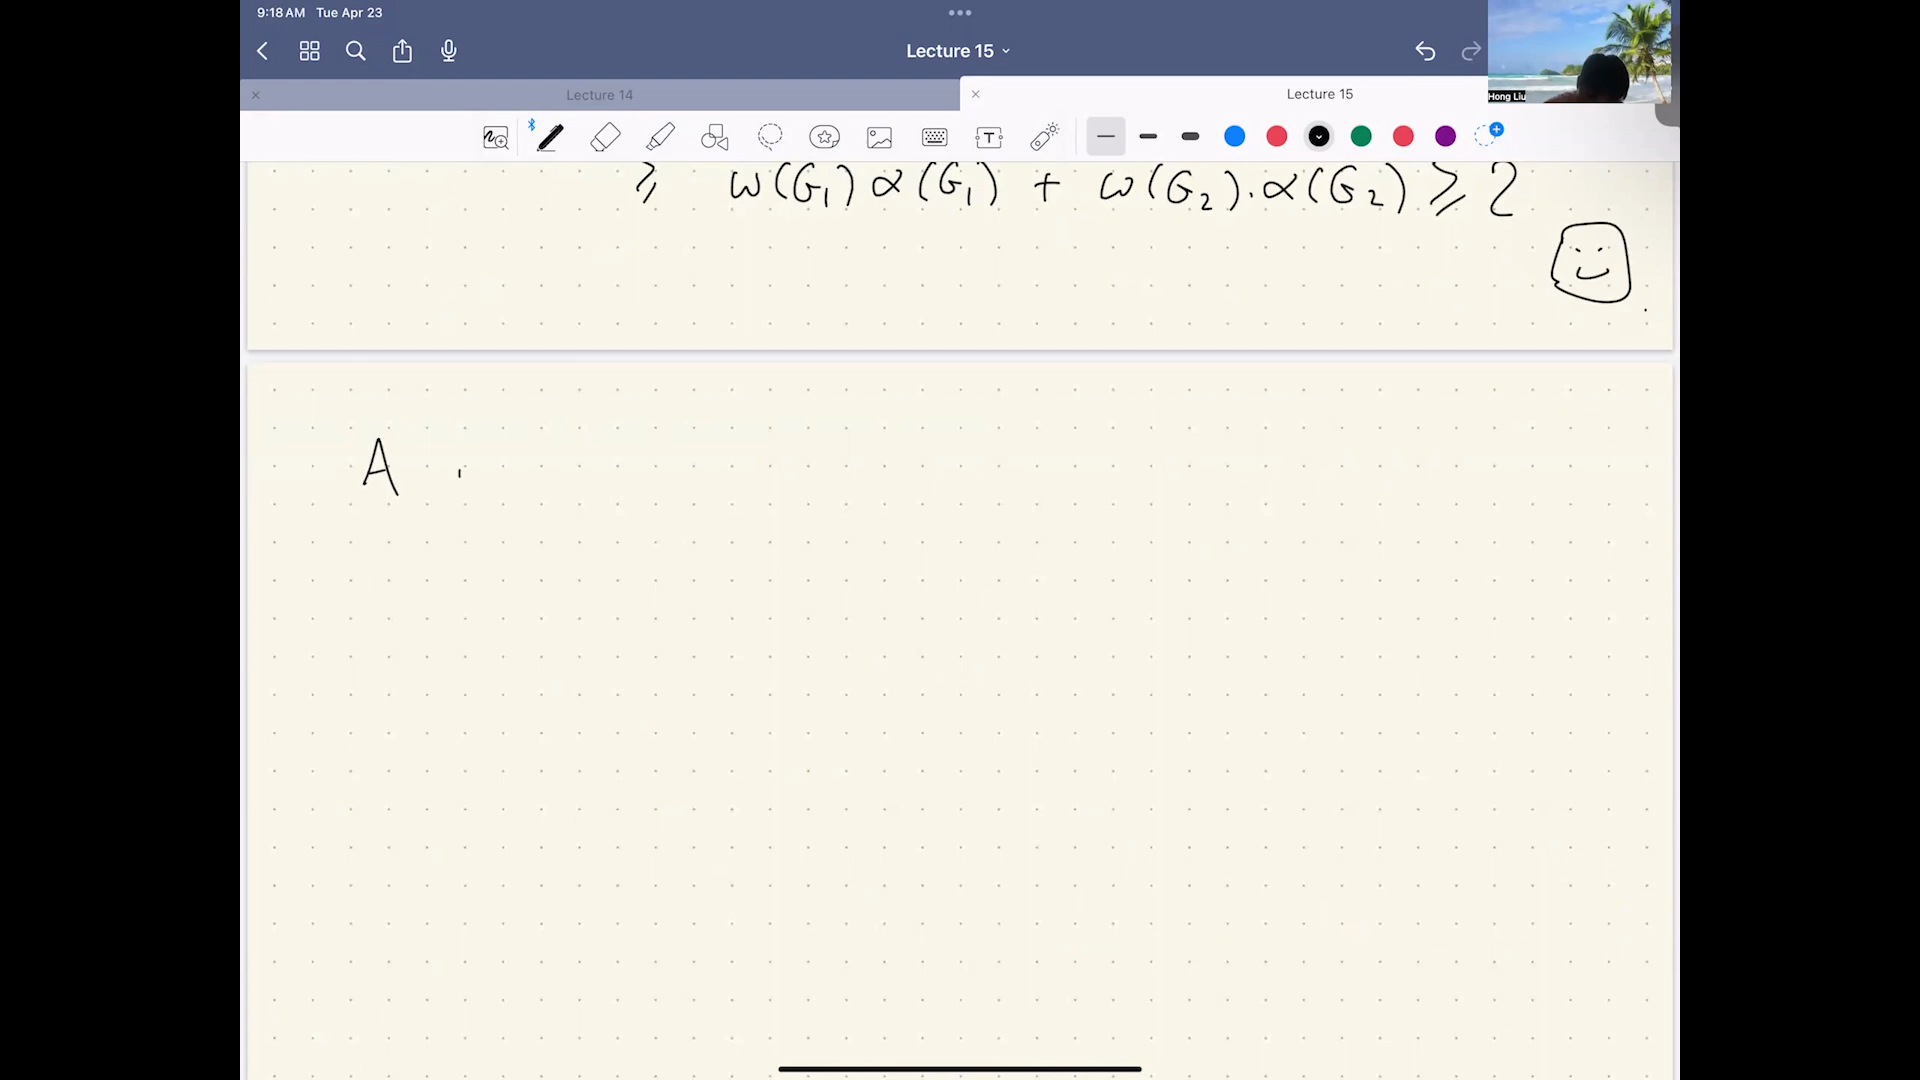 9:18 AM Tue Apr 23
Lecture 15
Lecture 14
Lecture 15
Hong Liu
≥ ω(G₁) α(G₁) + ω(G₂). α(G₂) ≥ 2
A